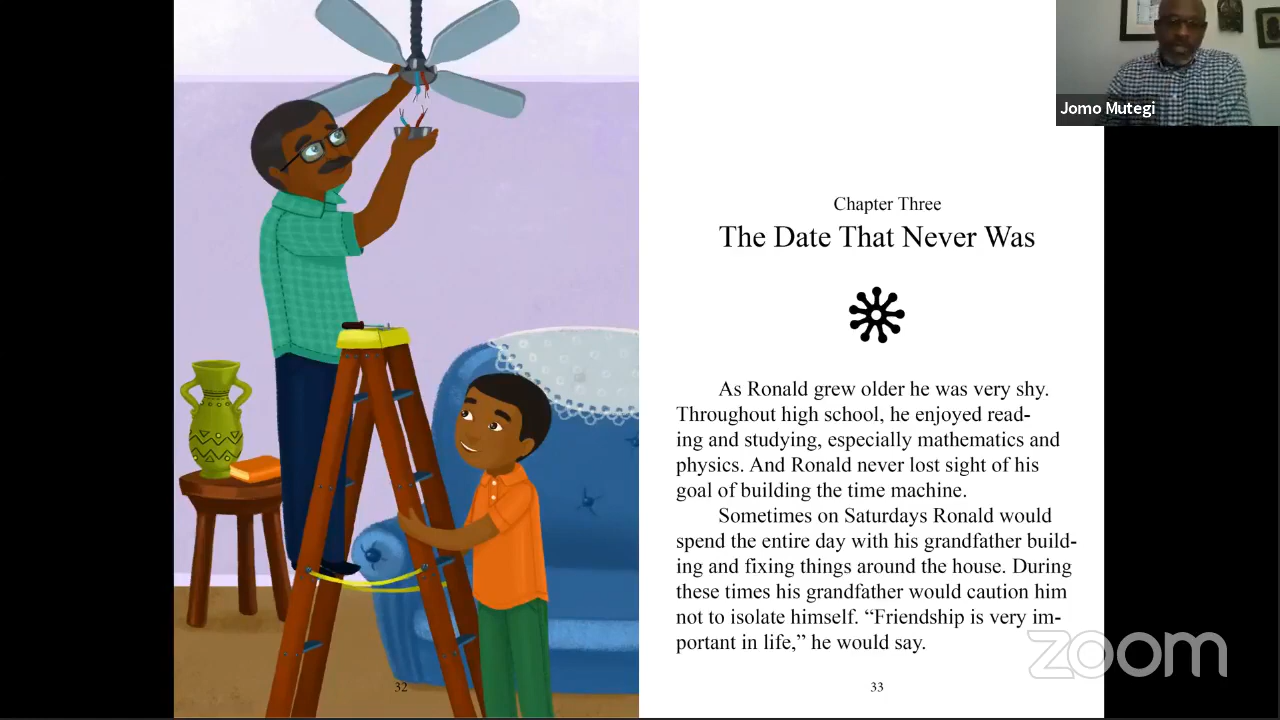 Jomo Mutegi
Chapter Three
The Date That Never Was
As Ronald grew older he was very shy.
Throughout high school, he enjoyed read-
ing and studying, especially mathematics and
physics. And Ronald never lost sight of his
goal of building the time machine.
Sometimes on Saturdays Ronald would
spend the entire day with his grandfather build-
ing and fixing things around the house. During
these times his grandfather would caution him
not to isolate himself. “Friendship is very im-
portant in life,” he would say.
zoom
32
33